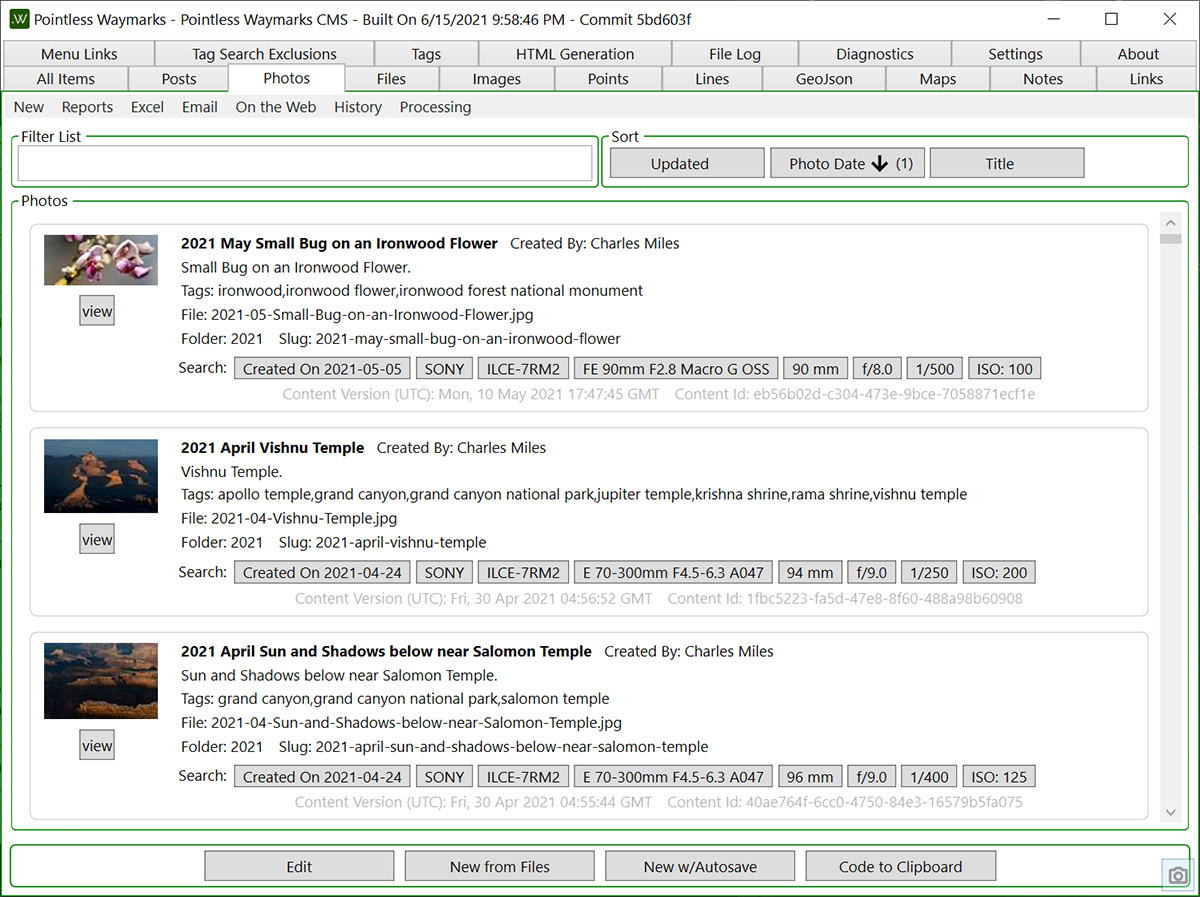 Pointless Waymarks - Pointless Waymarks CMS - Built On 6/15/2021 9:58:46 PM - Commit 5bd603f
Menu Links Tag Search Exclusions Tags HTML Generation File Log Diagnostics Settings About
All Items Posts Photos Files Images Points Lines GeoJson Maps Notes Links
New Reports Excel Email On the Web History Processing
Filter List Sort
Updated Photo Date (1) Title
Photos
2021 May Small Bug on an Ironwood Flower Created By: Charles Miles
Small Bug on an Ironwood Flower.
Tags: ironwood,ironwood flower,ironwood forest national monument
view File: 2021-05-Small-Bug-on-an-Ironwood-Flower.jpg
Folder: 2021 Slug: 2021-may-small-bug-on-an-ironwood-flower
Search: Created On 2021-05-05 SONY ILCE-7RM2 FE 90mm F2.8 Macro G OSS 90 mm f/8.0 1/500 ISO: 100
Content Version (UTC): Mon, 10 May 2021 17:47:45 GMT Content Id: eb56b02d-c304-473e-9bce-7058871ecf1e
2021 April Vishnu Temple Created By: Charles Miles
Vishnu Temple.
Tags: apollo temple,grand canyon,grand canyon national park,jupiter temple,krishna shrine,rama shrine,vishnu temple
File: 2021-04-Vishnu-Temple.jpg
view Folder: 2021 Slug: 2021-april-vishnu-temple
Search: Created On 2021-04-24 SONY ILCE-7RM2 E 70-300mm F4.5-6.3 A047 94 mm f/9.0 1/250 ISO: 200
Content Version (UTC): Fri, 30 Apr 2021 04:56:52 GMT Content Id: 1fbc5223-fa5d-47e8-8f60-488a98b60908
2021 April Sun and Shadows below near Salomon Temple Created By: Charles Miles
Sun and Shadows below near Salomon Temple.
Tags: grand canyon,grand canyon national park,salomon temple
File: 2021-04-Sun-and-Shadows-below-near-Salomon-Temple.jpg
view Folder: 2021 Slug: 2021-april-sun-and-shadows-below-near-salomon-temple
Search: Created On 2021-04-24 SONY ILCE-7RM2 E 70-300mm F4.5-6.3 A047 96 mm f/9.0 1/400 ISO: 125
Content Version (UTC): Fri, 30 Apr 2021 04:55:44 GMT Content Id: 40ae764f-6cc0-4750-84e3-16579b5fa075
Edit New from Files New w/Autosave Code to Clipboard